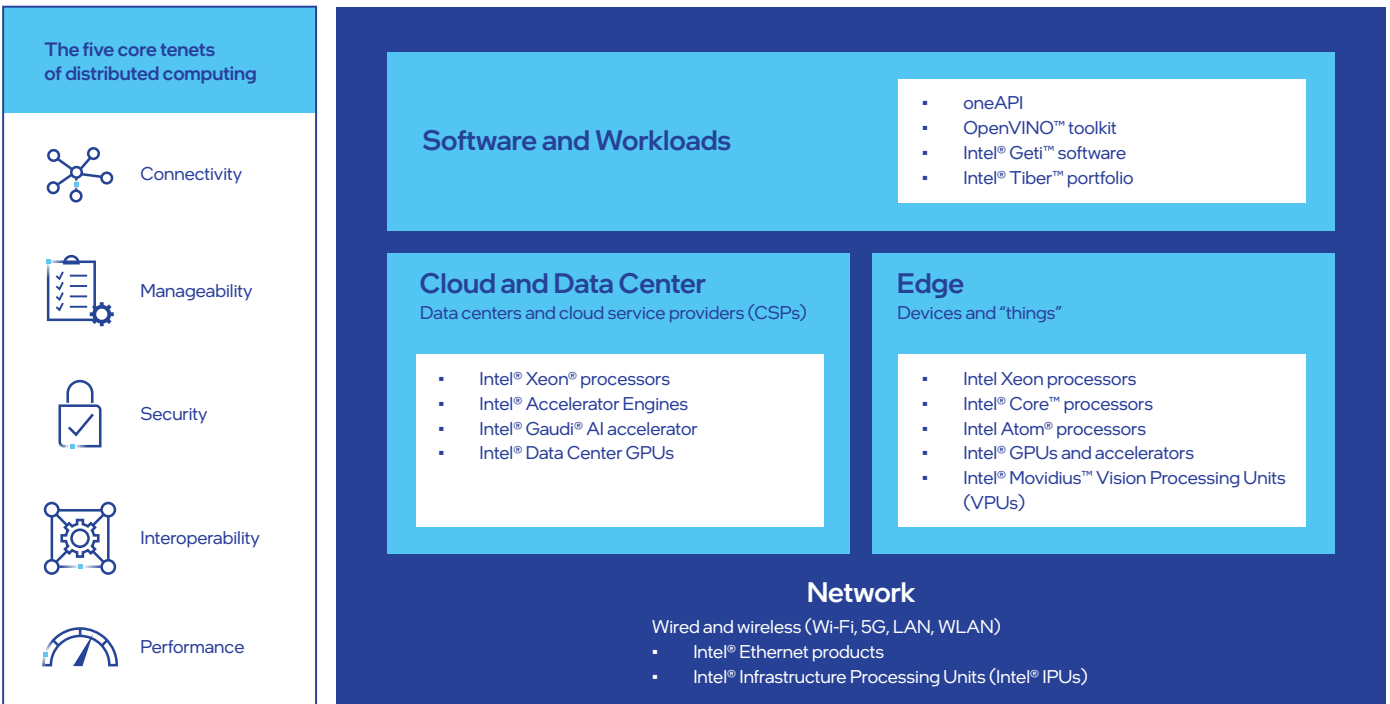 The five core tenets
of distributed computing
Connectivity
Manageability
Security
Interoperability
Performance
Software and Workloads
▪ oneAPI
▪ OpenVINO™ toolkit
▪ Intel® Geti™ software
▪ Intel® Tiber™ portfolio
Cloud and Data Center
Data centers and cloud service providers (CSPs)
▪ Intel® Xeon® processors
▪ Intel® Accelerator Engines
▪ Intel® Gaudi® AI accelerator
▪ Intel® Data Center GPUs
Edge
Devices and “things”
▪ Intel Xeon processors
▪ Intel® Core™ processors
▪ Intel Atom® processors
▪ Intel® GPUs and accelerators
▪ Intel® Movidius™ Vision Processing Units
(VPUs)
Network
Wired and wireless (Wi-Fi, 5G, LAN, WLAN)
▪ Intel® Ethernet products
▪ Intel® Infrastructure Processing Units (Intel® IPUs)